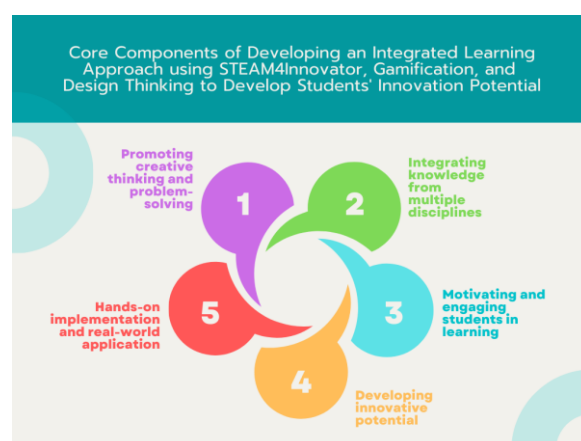 Core Components of Developing an Integrated Learning
Approach using STEAM4Innovator, Gamification, and
Design Thinking to Develop Students' Innovation Potential
Promoting
creative
thinking and
problem-
solving
1
2
Integrating
knowledge
from
multiple
disciplines
3
Motivating and
engaging
students in
learning
4
Developing
innovative
potential
5
Hands-on
implementation
and real-world
application